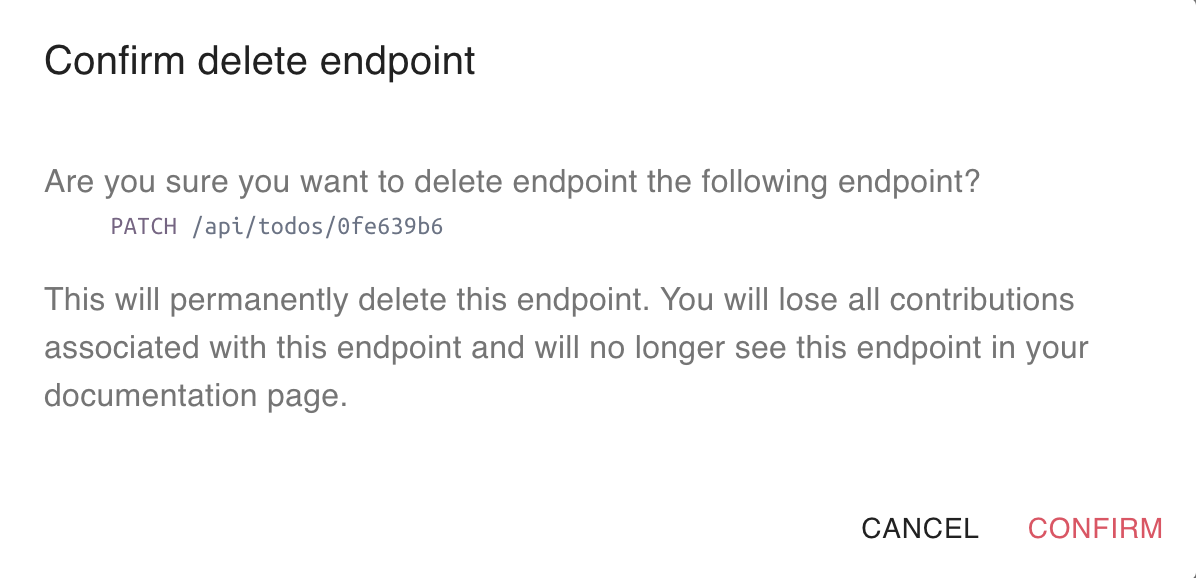 Confirm delete endpoint
Are you sure you want to delete endpoint the following endpoint?
PATCH /api/todos/0fe639b6
This will permanently delete this endpoint. You will lose all contributions
associated with this endpoint and will no longer see this endpoint in your
documentation page.
CANCEL CONFIRM